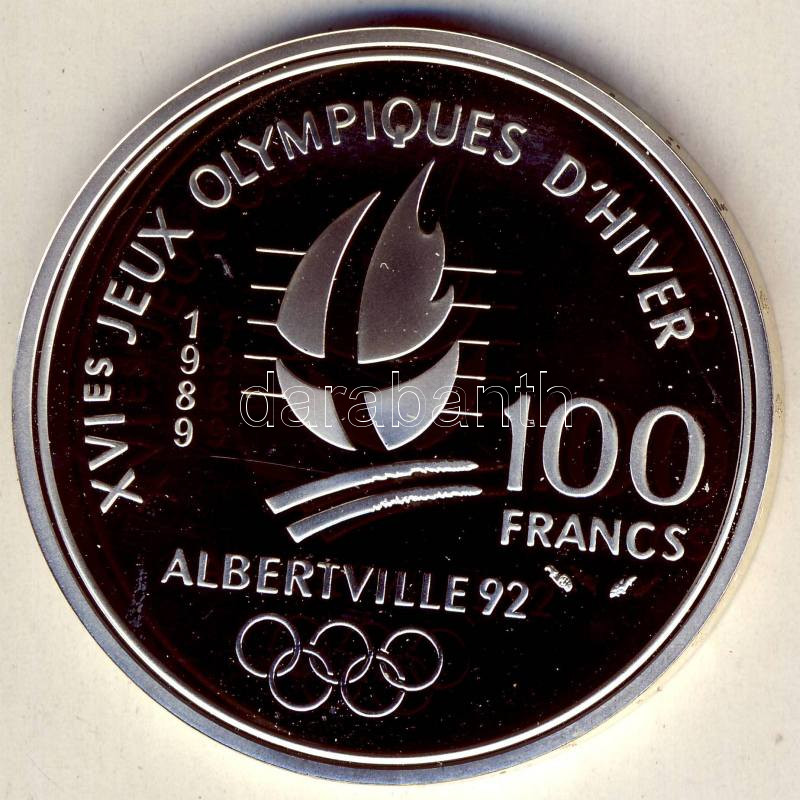 XVIES JEUX OLYMPIQUES D'HIVER
1989
darabanth
100
FRANCS
ALBERTVILLE 92